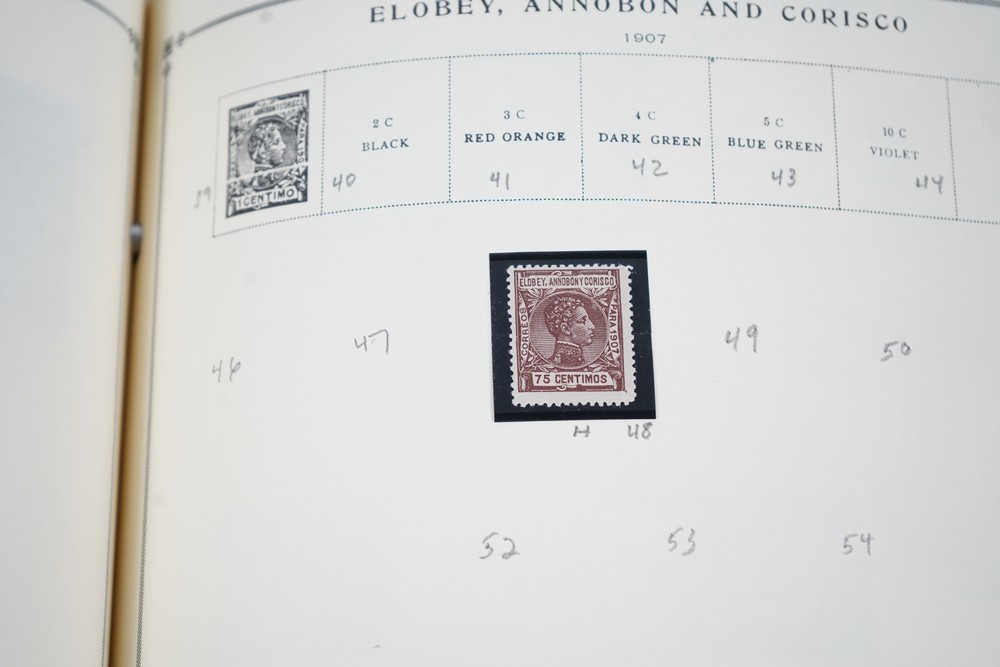 ELOBEY, ANNOBON AND CORISCO
1907
ELOBEY, ANNOBON Y CORISCO
1 CENTIMO
39
2 C
BLACK
40
3 C
RED ORANGE
41
4 C
DARK GREEN
42
5 C
BLUE GREEN
43
10 C
VIOLET
44
46
47
ELOBEY, ANNOBON Y CORISCO
CORREOS
PARA 1907
75 CENTIMOS
H 48
49
50
52
53
54